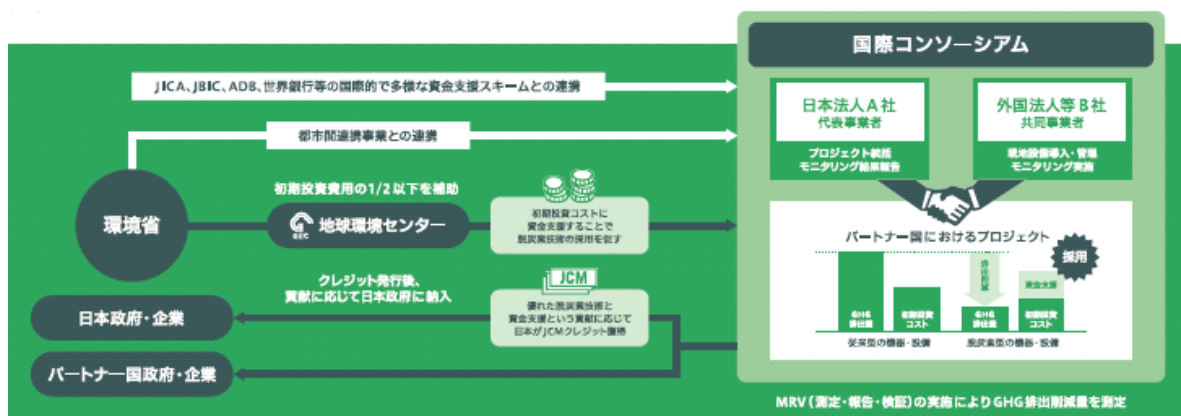 国際コンソーシアム
JICA、JBIC、ADB、世界銀行等の国際的で多様な資金支援スキームとの連携
日本法人A社
代表事業者
外国法人等B社
共同事業者
都市間連携事業との連携
プロジェクト統括
モニタリング結果報告
現地設備導入・管理
モニタリング実施
環境省
初期投資費用の1/2以下を補助
GEC
地球環境センター
初期投資コストに
資金支援することで
脱炭素技術の採用を促す
パートナー国におけるプロジェクト
採用
排出削減
資金支援
GHG
排出量
初期投資
コスト
GHG
排出量
初期投資
コスト
従来型の機器・設備
脱炭素型の機器・設備
クレジット発行後、
貢献に応じて日本政府に納入
JCM
優れた脱炭素技術と
資金支援という貢献に応じて
日本がJCMクレジット獲得
日本政府・企業
パートナー国政府・企業
MRV(測定・報告・検証)の実施によりGHG排出削減量を測定